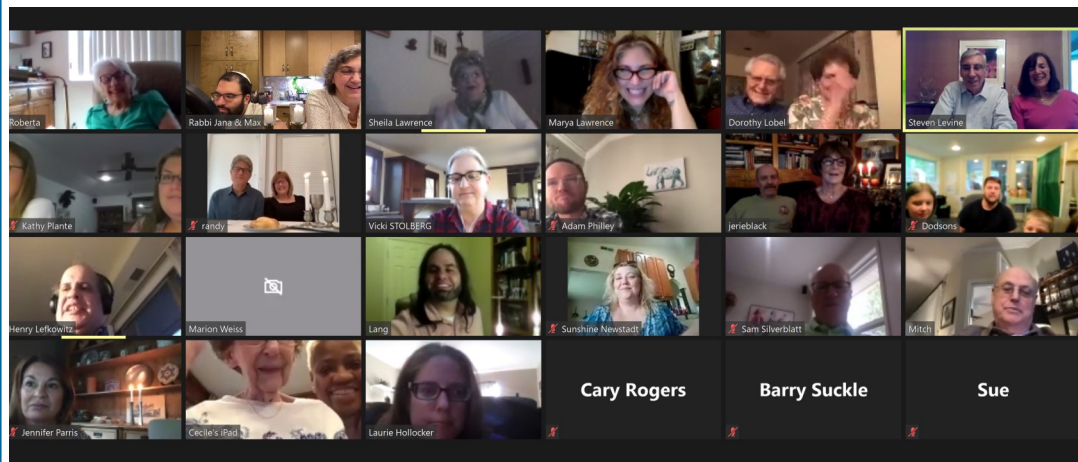 Roberta
Rabbi Jana & Max
Sheila Lawrence
Marya Lawrence
Dorothy Lobel
Steven Levine
Kathy Plante
randy
Vicki STOLBERG
Adam Philley
jerieblack
Dodsons
Henry Lefkowitz
Marion Weiss
Lang
Sunshine Newstadt
Sam Silverblatt
Mitch
Jennifer Parris
Cecile's iPad
Laurie Hollocker
Cary Rogers
Barry Suckle
Sue